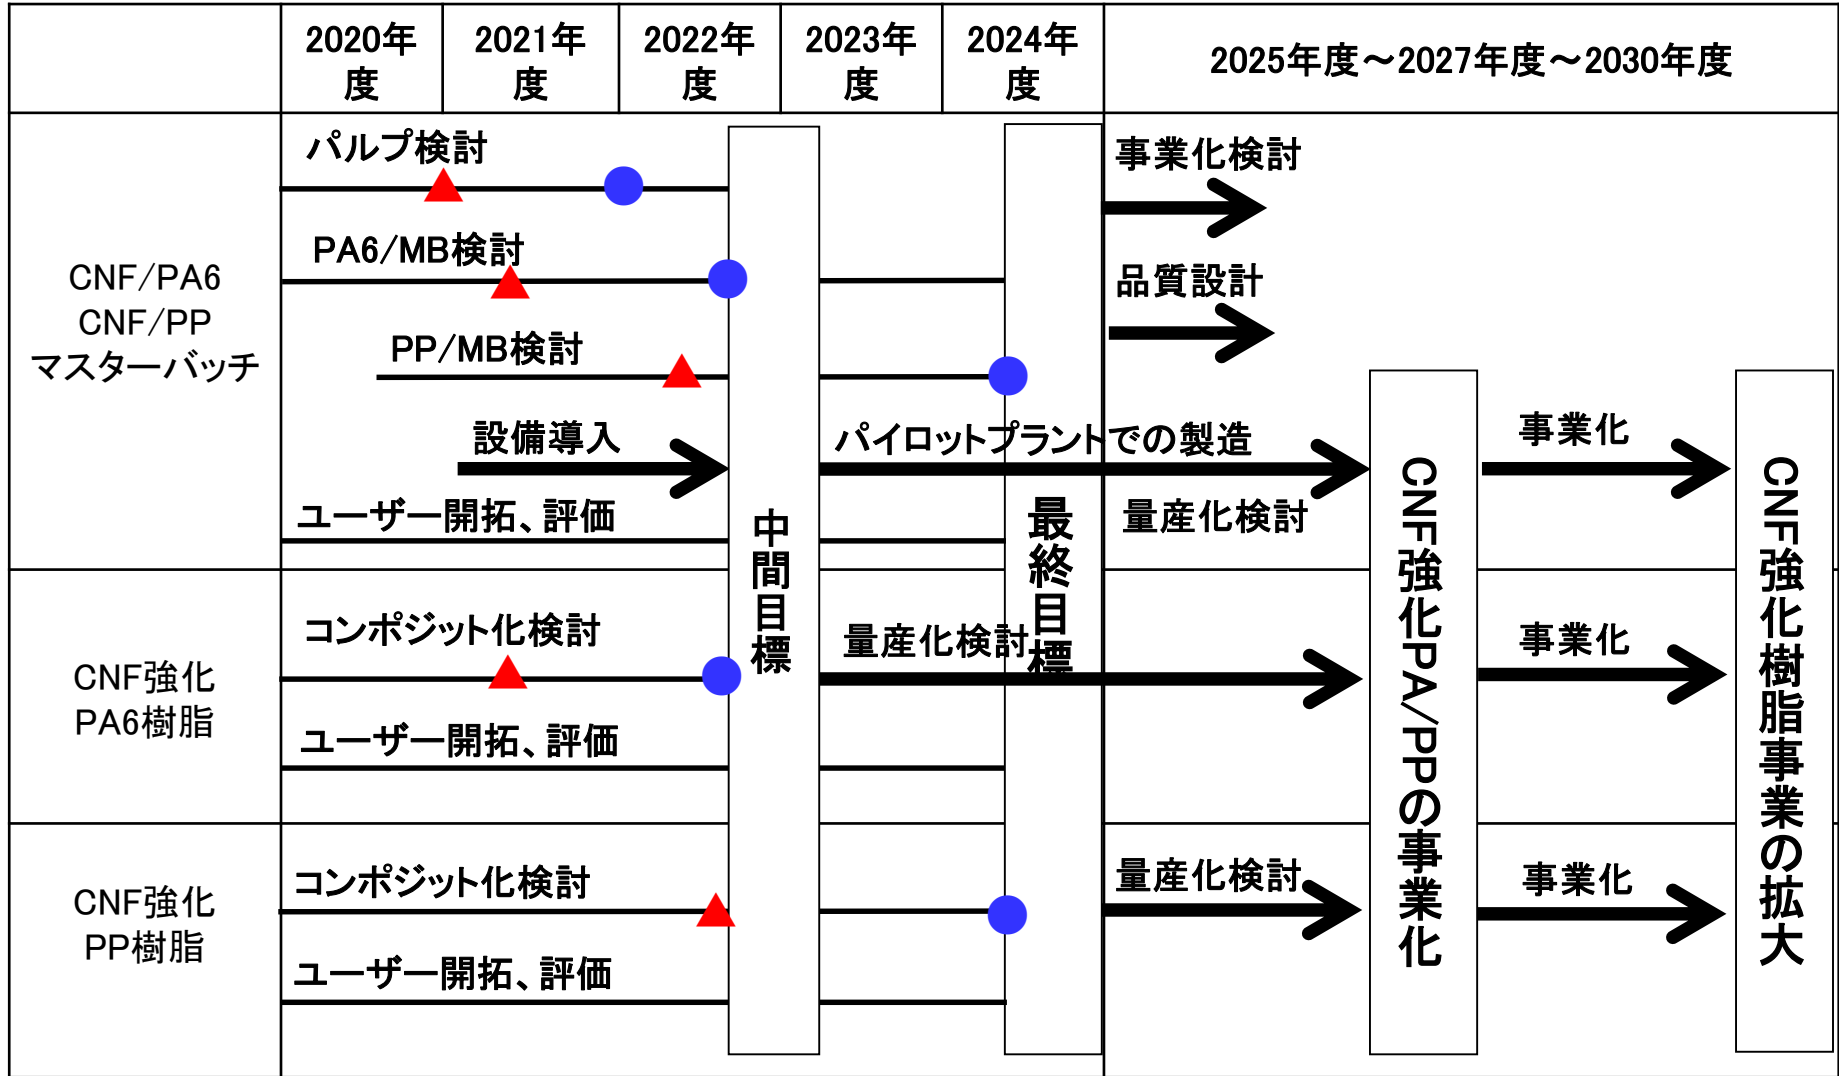 2020年
度
2021年
度
2022年
度
2023年
度
2024年
度
2025年度～2027年度～2030年度
CNF/PA6
CNF/PP
マスターバッチ
パルプ検討
PA6/MB検討
PP/MB検討
設備導入
ユーザー開拓、評価
中間目標
パイロットプラントでの製造
最終目標
事業化検討
品質設計
量産化検討
CNF強化PA/PPの事業化
事業化
CNF強化樹脂事業の拡大
CNF強化
PA6樹脂
コンポジット化検討
ユーザー開拓、評価
量産化検討
事業化
CNF強化
PP樹脂
コンポジット化検討
ユーザー開拓、評価
量産化検討
事業化